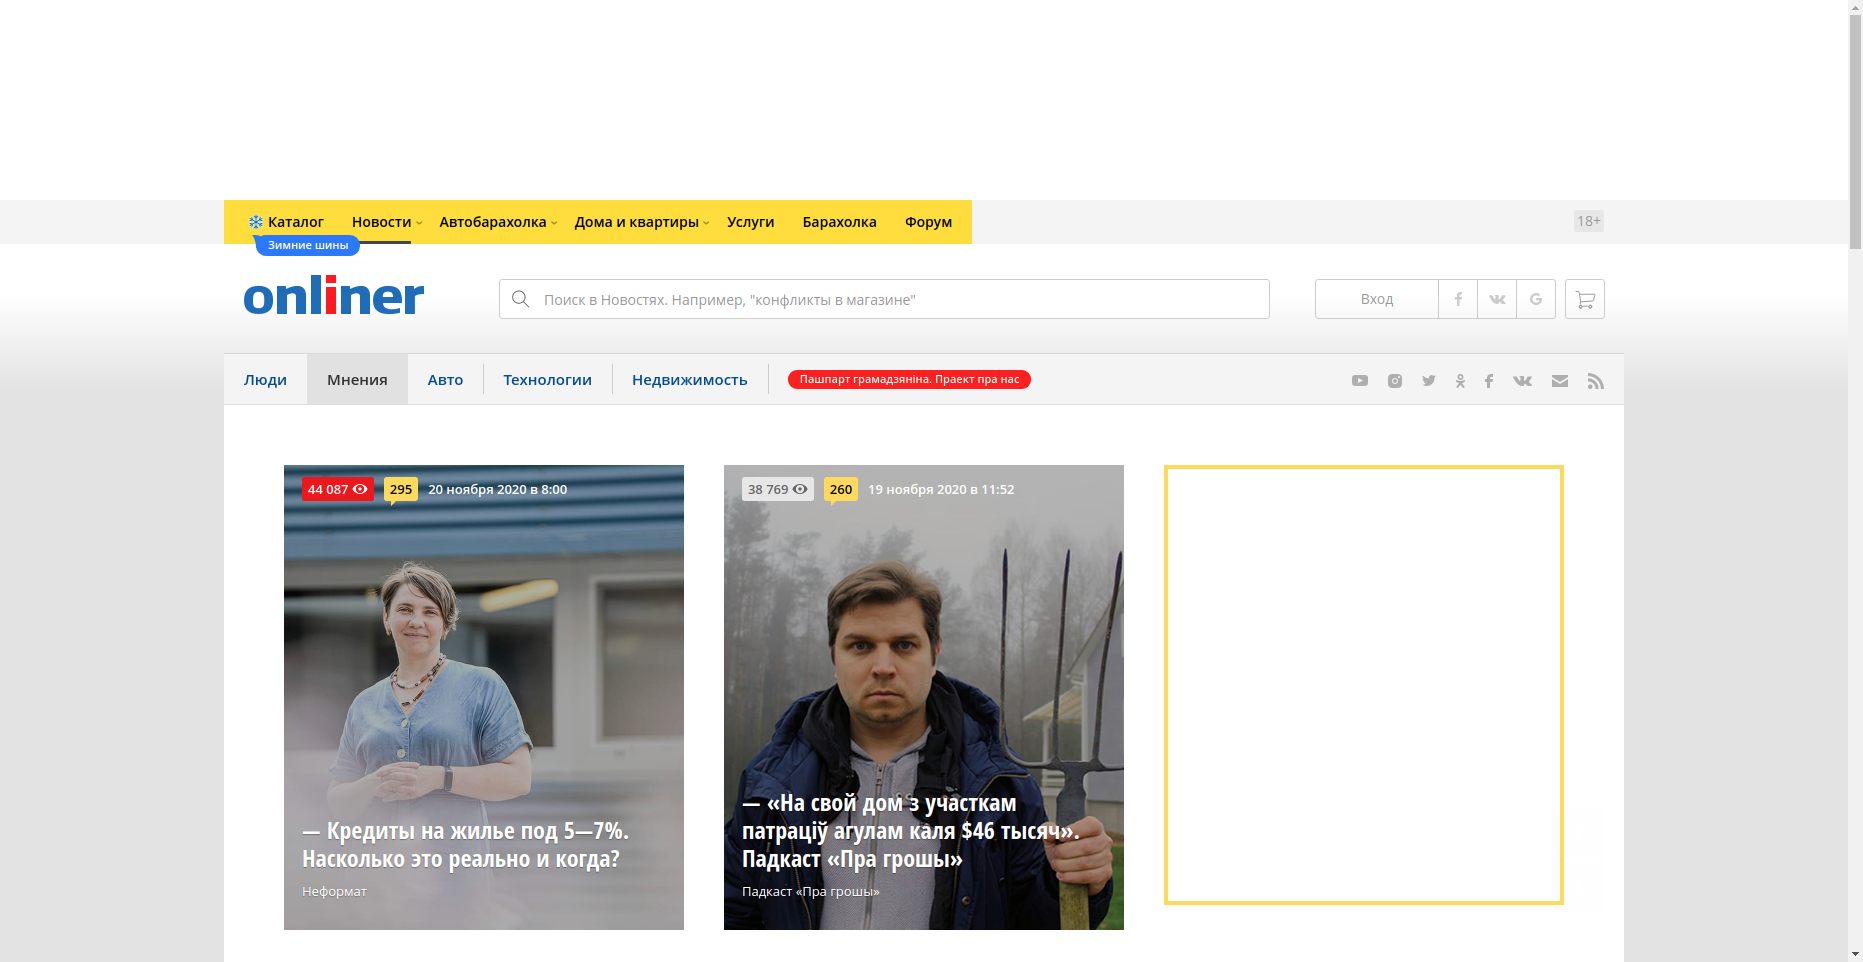 Каталог Новости Автобарахолка Дома и квартиры Услуги Барахолка Форум 18+
Зимние шины
onliner
Поиск в Новостях. Например, "конфликты в магазине"
Вход
Люди Мнения Авто Технологии Недвижимость Пашпарт грамадзяніна. Праект пра нас
44 087 295 20 ноября 2020 в 8:00
— Кредиты на жилье под 5—7%.
Насколько это реально и когда?
Неформат
38 769 260 19 ноября 2020 в 11:52
— «На свой дом з участкам
патраціў агулам каля $46 тысяч».
Падкаст «Пра грошы»
Падкаст «Пра грошы»